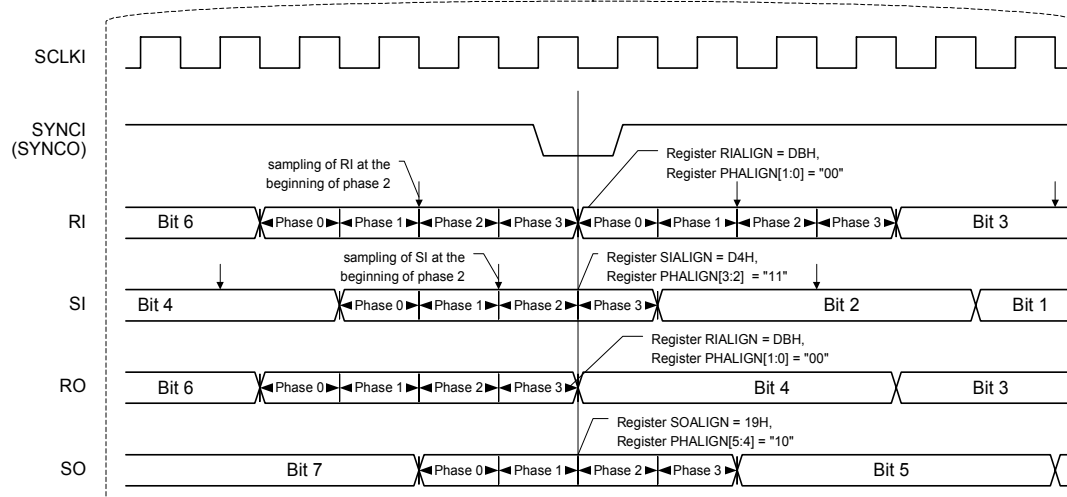 SCLKI
SYNCI
(SYNCO)
sampling of RI at the
beginning of phase 2
Register RIALIGN = DBH,
Register PHALIGN[1:0] = "00"
RI
Bit 6 Phase 0 Phase 1 Phase 2 Phase 3 Phase 0 Phase 1 Phase 2 Phase 3 Bit 3
sampling of SI at the
beginning of phase 2
Register SIALIGN = D4H,
Register PHALIGN[3:2] = "11"
SI
Bit 4 Phase 0 Phase 1 Phase 2 Phase 3 Bit 2 Bit 1
Register RIALIGN = DBH,
Register PHALIGN[1:0] = "00"
RO
Bit 6 Phase 0 Phase 1 Phase 2 Phase 3 Bit 4 Bit 3
Register SOALIGN = 19H,
Register PHALIGN[5:4] = "10"
SO
Bit 7 Phase 0 Phase 1 Phase 2 Phase 3 Bit 5